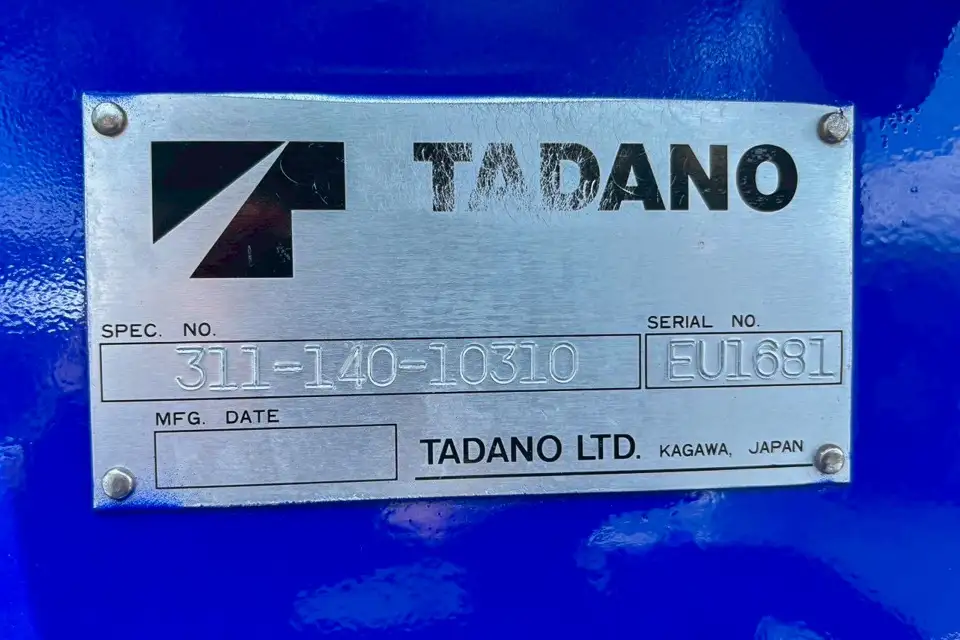 TADANO
SPEC. NO.
311-140-10310
SERIAL NO.
EU1681
MFG. DATE
TADANO LTD. KAGAWA, JAPAN